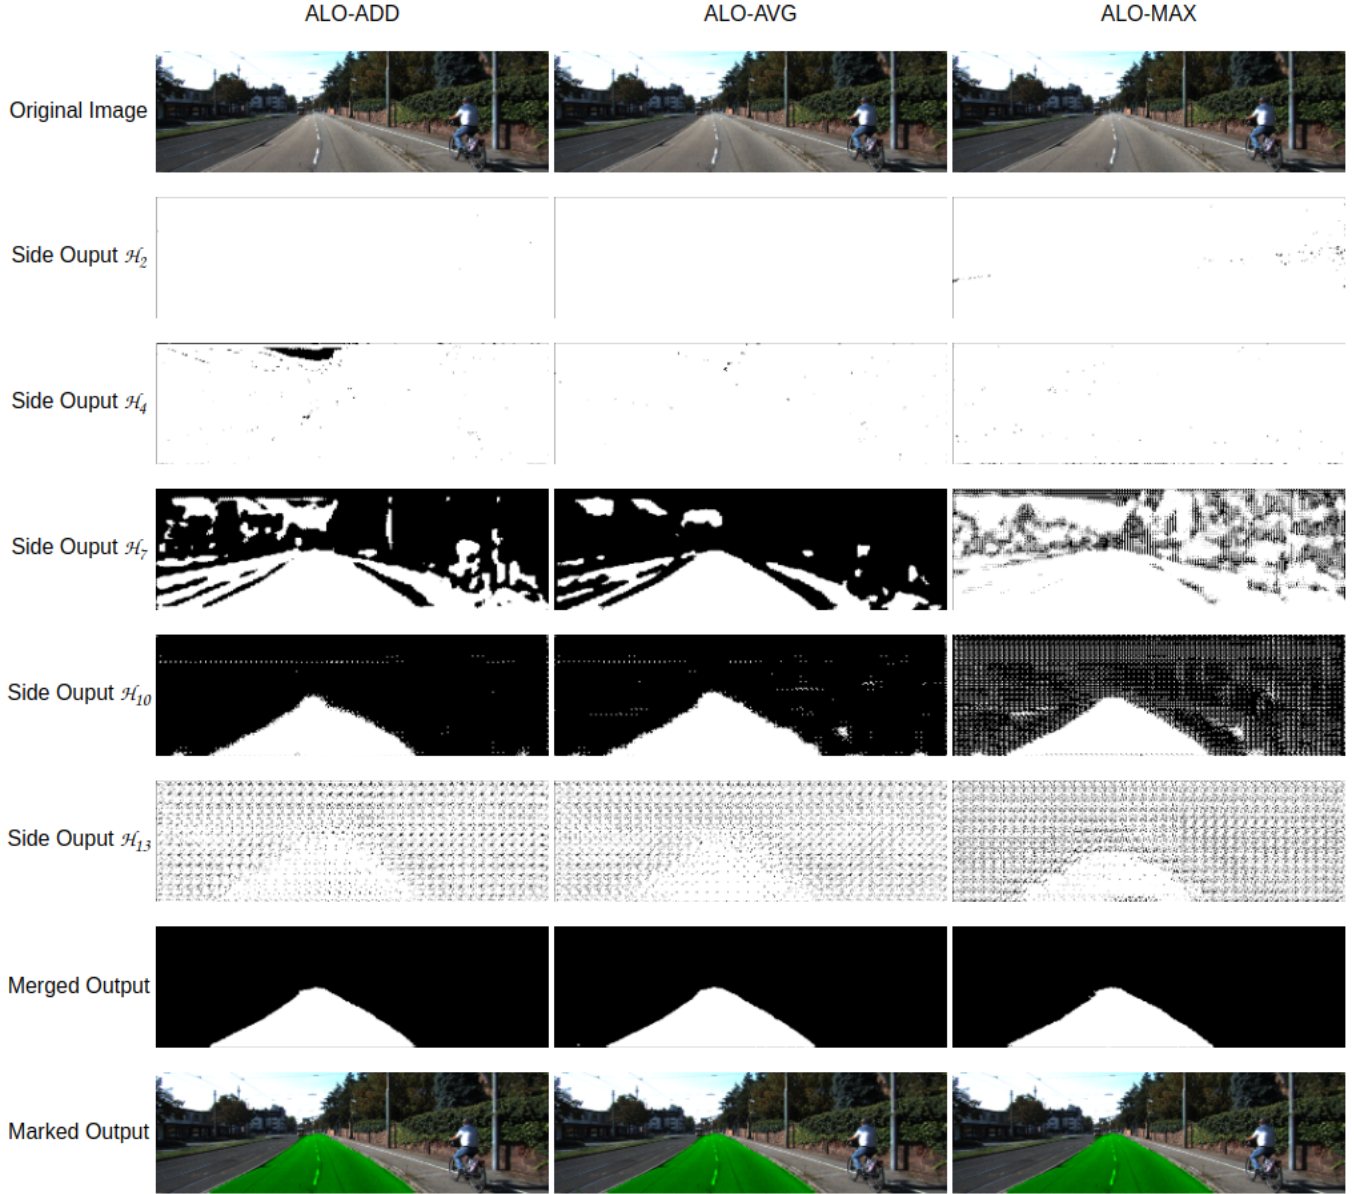 ALO-ADD ALO-AVG ALO-MAX
Original Image
Side Ouput ℋ₂
Side Ouput ℋ₄
Side Ouput ℋ₇
Side Ouput ℋ₁₀
Side Ouput ℋ₁₃
Merged Output
Marked Output